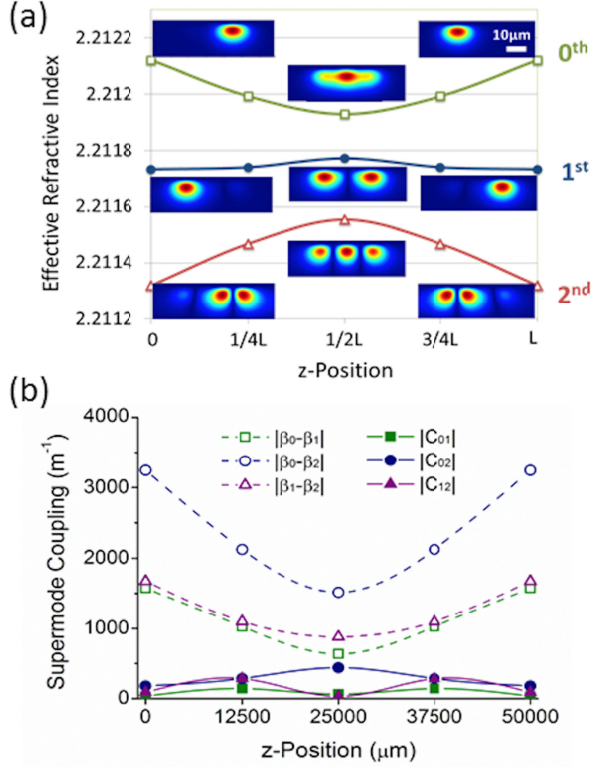 (a)
2.2122
2.212
2.2118
2.2116
2.2114
2.2112
Effective Refractive Index
10μm
0th
1st
2nd
0
1/4L
1/2L
3/4L
L
z-Position
(b)
4000
3000
2000
1000
0
Supermode Coupling (m⁻¹)
|β₀-β₁|
|β₀-β₂|
|β₁-β₂|
|C₀₁|
|C₀₂|
|C₁₂|
0
12500
25000
37500
50000
z-Position (μm)